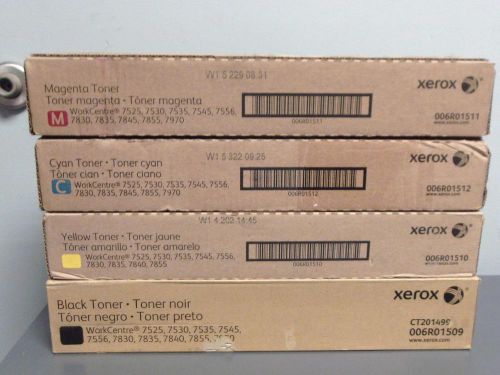 W1 5 229 08:31
Magenta Toner
Toner magenta • Tóner magenta
M
WorkCentre® 7525, 7530, 7535, 7545, 7556,
7830, 7835, 7845, 7855, 7970
006R01511
xerox
006R01511
www.xerox.com
W1 5 322 09:25
Cyan Toner • Toner cyan
Tóner cian • Toner ciano
C
WorkCentre® 7525, 7530, 7535, 7545, 7556,
7830, 7835, 7845, 7855, 7970
006R01512
xerox
006R01512
W1 4 202 14:45
Yellow Toner • Toner jaune
Tóner amarillo • Toner amarelo
WorkCentre® 7525, 7530, 7535, 7545, 7556,
7830, 7835, 7840, 7855
006R01510
xerox
006R01510
Black Toner • Toner noir
Tóner negro • Toner preto
WorkCentre® 7525, 7530, 7535, 7545,
7556, 7830, 7835, 7840, 7855,
xerox
CT201499
006R01509